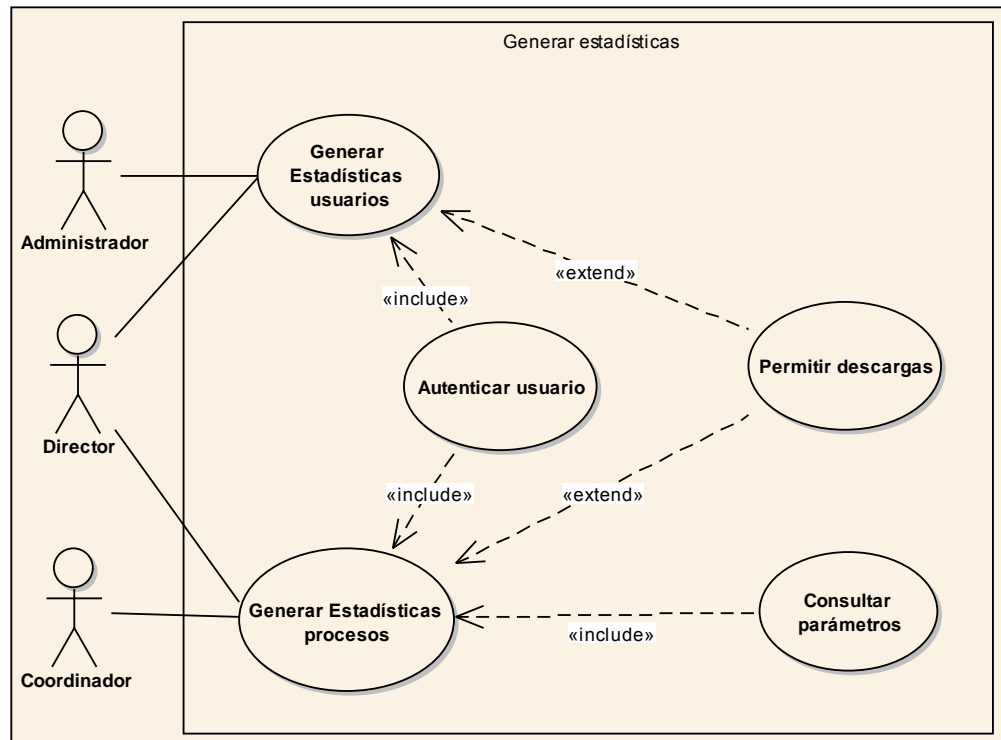 Generar estadísticas
Generar
Estadísticas
usuarios
Administrador
«extend»
«include»
Permitir descargas
Autenticar usuario
Director
«include»
«extend»
Generar Estadísticas
procesos
Consultar
parámetros
«include»
Coordinador